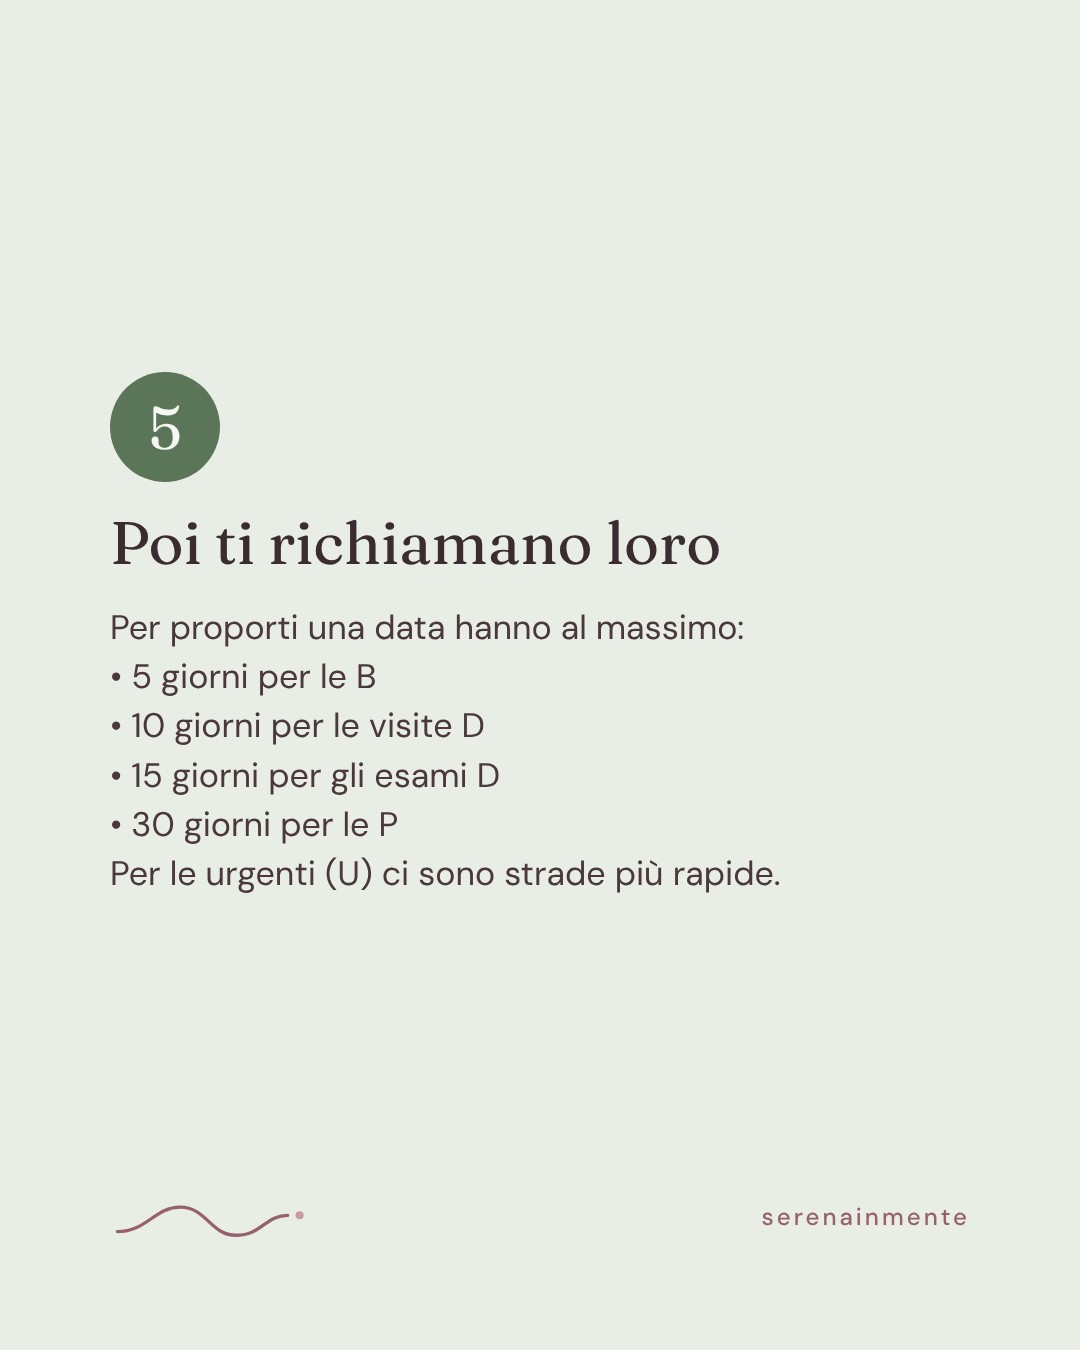 5
Poi ti richiamano loro
Per proporti una data hanno al massimo:
• 5 giorni per le B
• 10 giorni per le visite D
• 15 giorni per gli esami D
• 30 giorni per le P
Per le urgenti (U) ci sono strade più rapide.
serenainmente